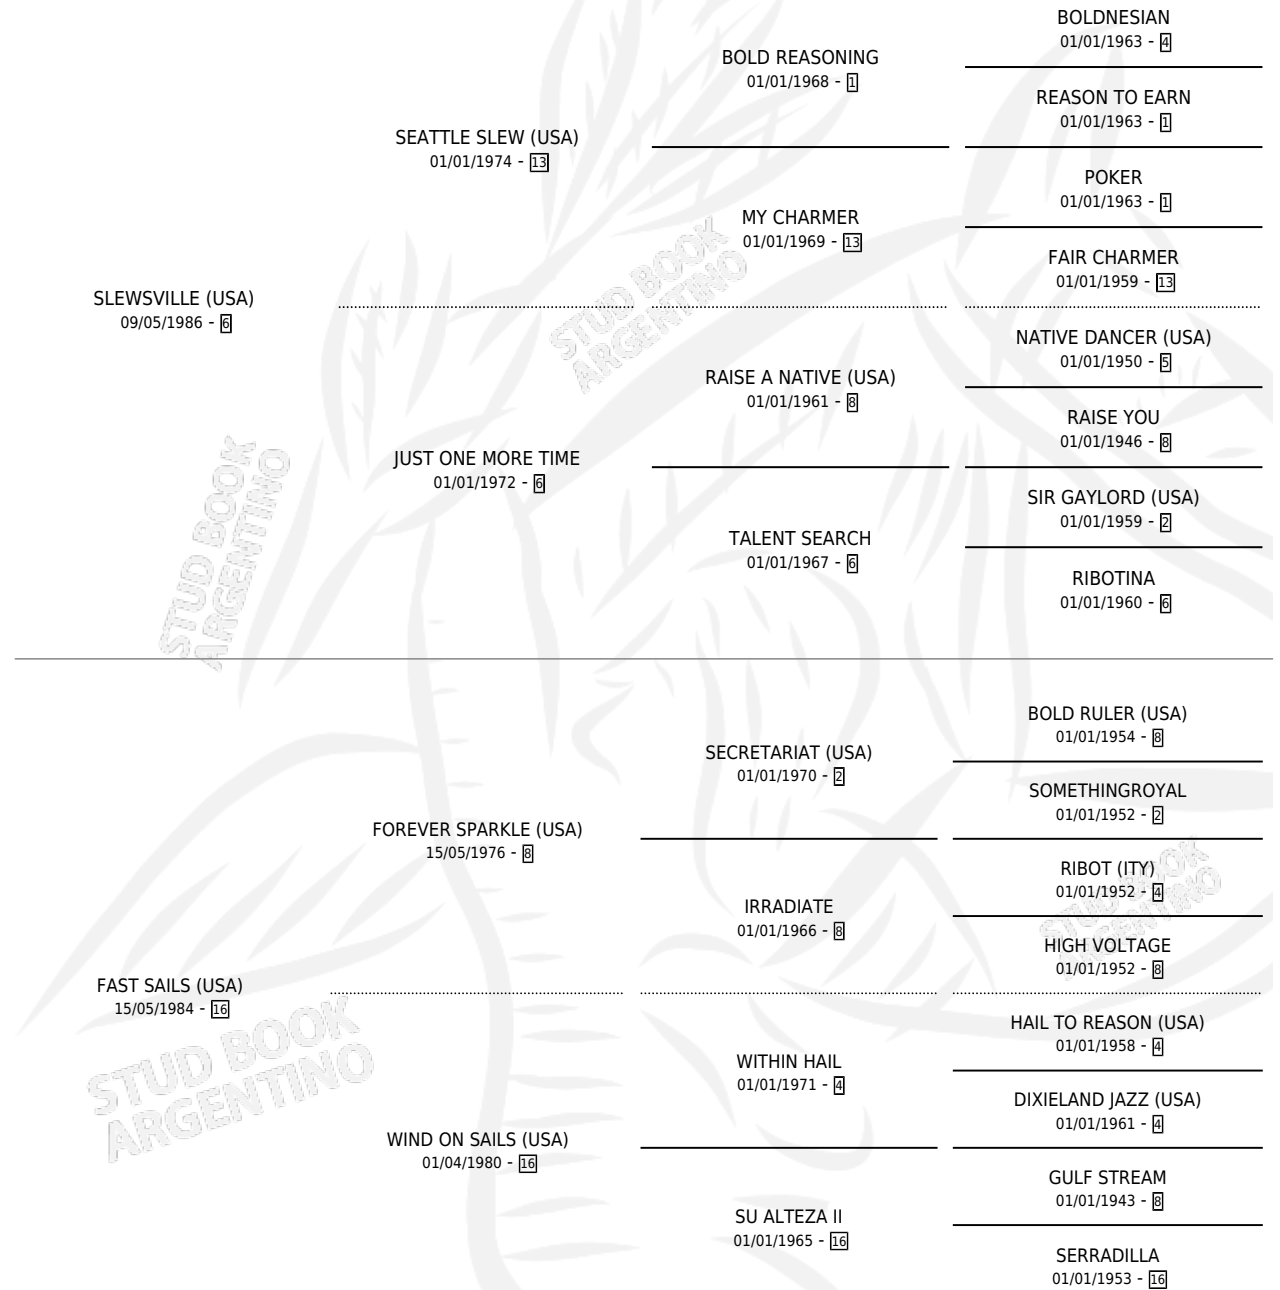 BOLDNESIAN
01/01/1963 - 4
BOLD REASONING
01/01/1968 - 1
REASON TO EARN
01/01/1963 - 1
SEATTLE SLEW (USA)
01/01/1974 - 13
POKER
01/01/1963 - 1
MY CHARMER
01/01/1969 - 13
FAIR CHARMER
01/01/1959 - 13
SLEWSVILLE (USA)
09/05/1986 - 6
NATIVE DANCER (USA)
01/01/1950 - 5
RAISE A NATIVE (USA)
01/01/1961 - 8
RAISE YOU
01/01/1946 - 8
JUST ONE MORE TIME
01/01/1972 - 6
SIR GAYLORD (USA)
01/01/1959 - 2
TALENT SEARCH
01/01/1967 - 6
RIBOTINA
01/01/1960 - 6
BOLD RULER (USA)
01/01/1954 - 8
SECRETARIAT (USA)
01/01/1970 - 2
SOMETHINGROYAL
01/01/1952 - 2
FOREVER SPARKLE (USA)
15/05/1976 - 8
RIBOT (ITY)
01/01/1952 - 4
IRRADIATE
01/01/1966 - 8
HIGH VOLTAGE
01/01/1952 - 8
FAST SAILS (USA)
15/05/1984 - 16
HAIL TO REASON (USA)
01/01/1958 - 4
WITHIN HAIL
01/01/1971 - 4
DIXIELAND JAZZ (USA)
01/01/1961 - 4
WIND ON SAILS (USA)
01/04/1980 - 16
GULF STREAM
01/01/1943 - 8
SU ALTEZA II
01/01/1965 - 16
SERRADILLA
01/01/1953 - 16
STUD BOOK
ARGENTINO
STUD BOOK
ARGENTINO
STUD BOOK
ARGENTINO
STUD BOOK
ARGENTINO